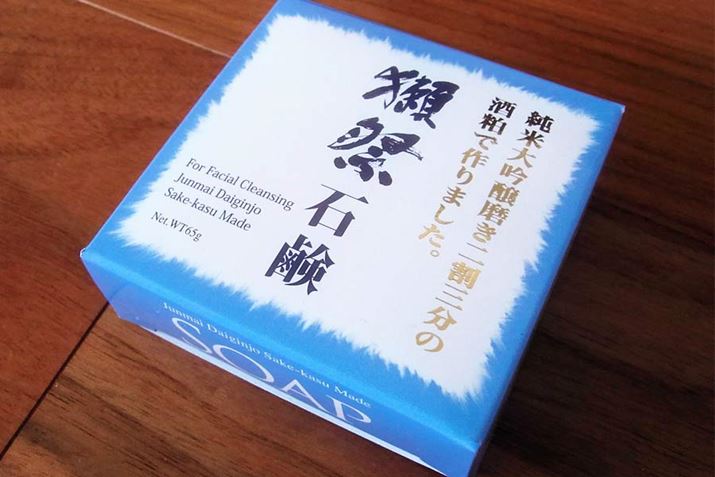 純米大吟醸磨き二割三分の
酒粕で作りました。
獺祭石鹸
For Facial Cleansing
Junmai Daiginjo
Sake-kasu Made
Net. WT65g
Junmai Daiginjo Sake-kasu Made
SOAP